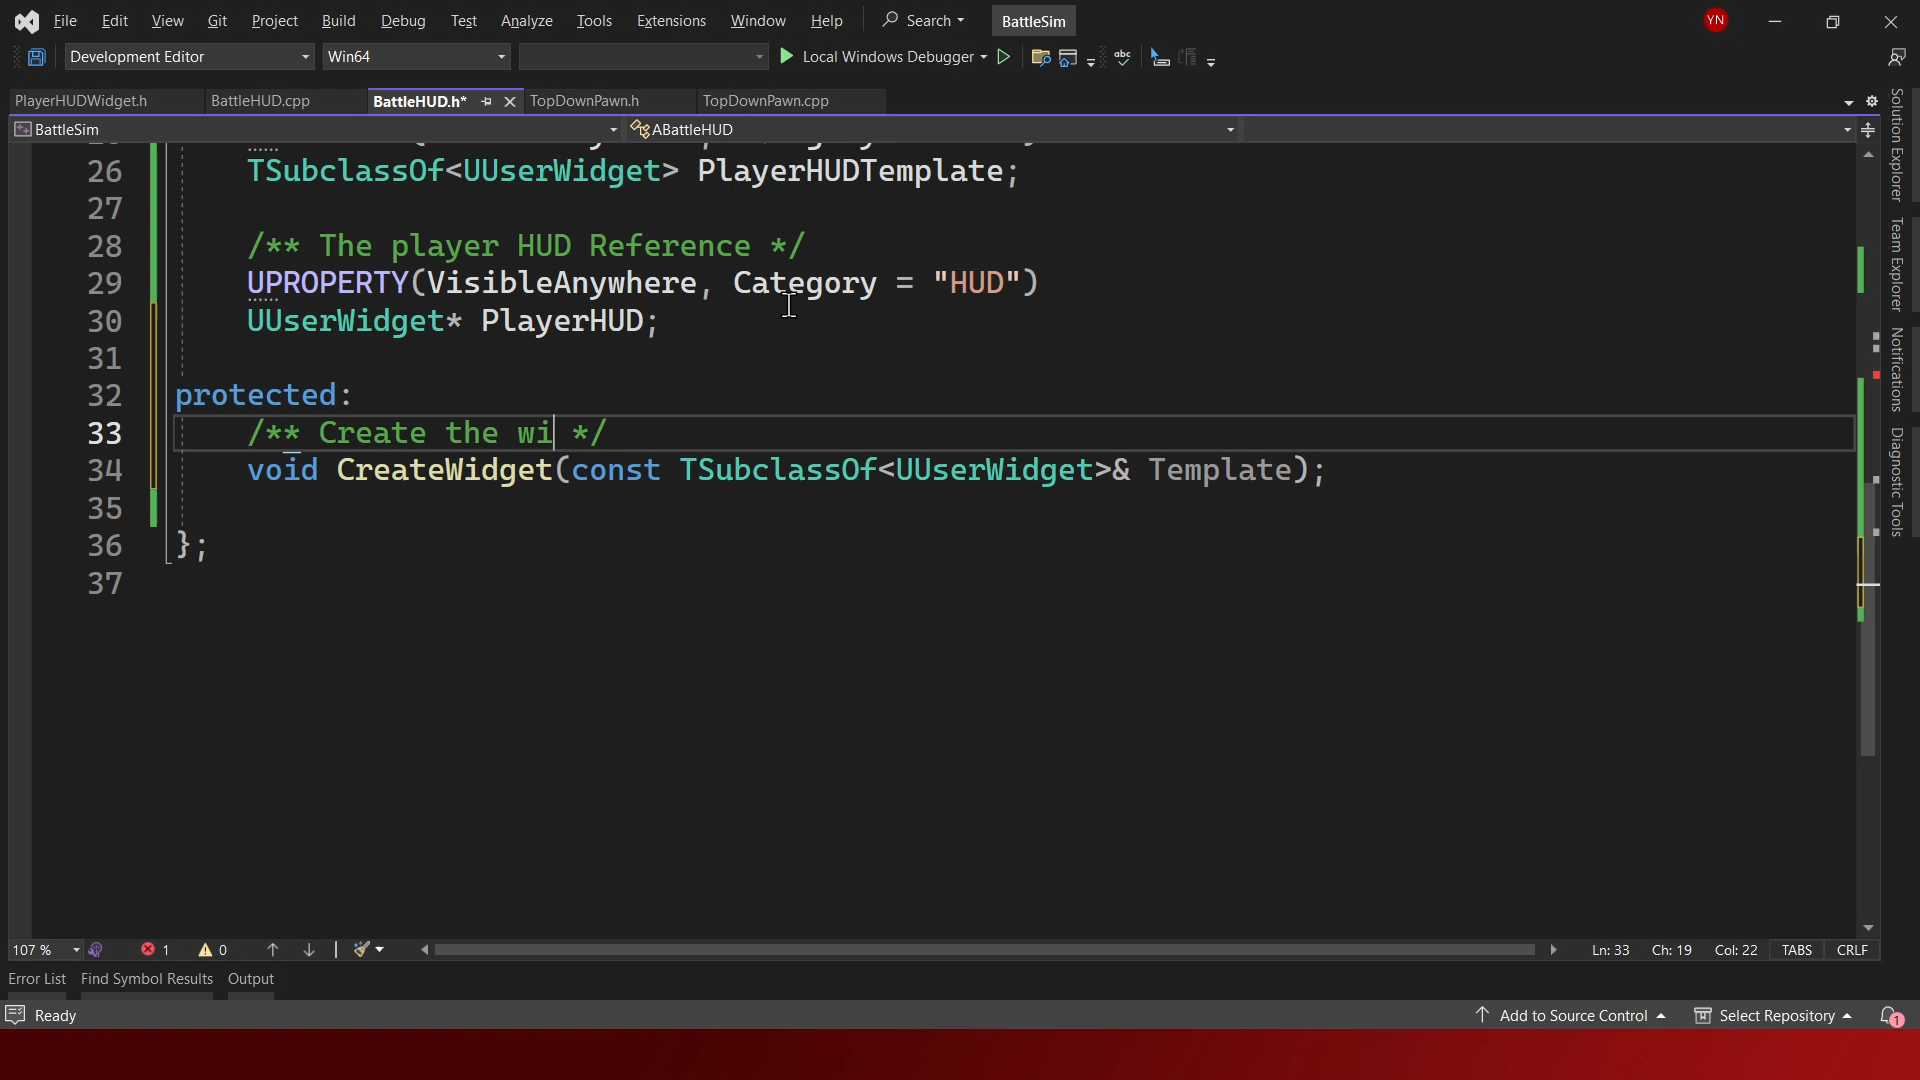 File Edit View Git Project Build Debug Test Analyze Tools Extensions Window Help Search BattleSim YN
Development Editor Win64 Local Windows Debugger
PlayerHUDWidget.h BattleHUD.cpp BattleHUD.h* TopDownPawn.h TopDownPawn.cpp
BattleSim ABattleHUD
26 TSubclassOf<UUserWidget> PlayerHUDTemplate;
27
28 /** The player HUD Reference */
29 UPROPERTY(VisibleAnywhere, Category = "HUD")
30 UUserWidget* PlayerHUD;
31
32 protected:
33 /** Create the wi */
34 void CreateWidget(const TSubclassOf<UUserWidget>& Template);
35
36 };
37
Solution Explorer
Team Explorer
Notifications
Diagnostic Tools
107 % 1 0 Ln: 33 Ch: 19 Col: 22 TABS CRLF
Error List Find Symbol Results Output
Ready Add to Source Control Select Repository 1